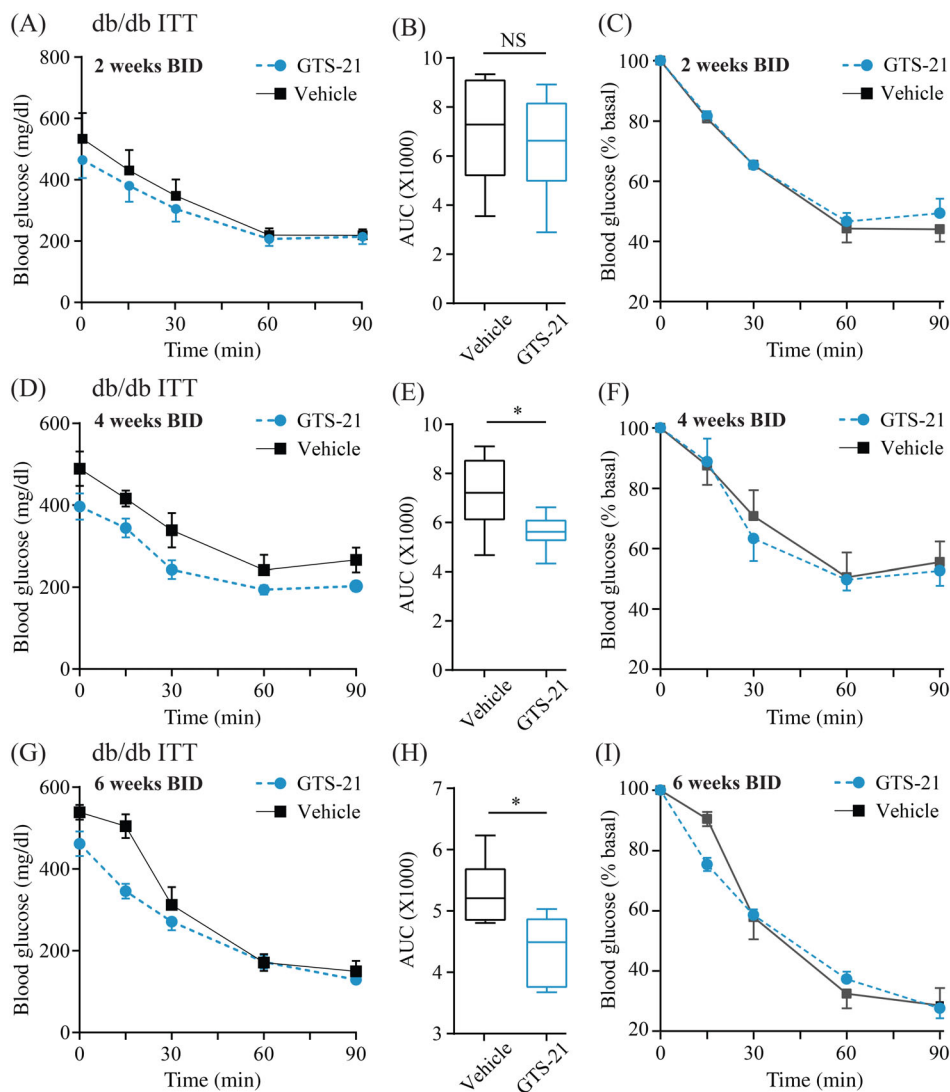 (A) db/db ITT
2 weeks BID
GTS-21
Vehicle
Blood glucose (mg/dl)
800
600
400
200
0
0 30 60 90
Time (min)
(B)
NS
AUC (X1000)
10
8
6
4
2
0
Vehicle
GTS-21
(C)
2 weeks BID
GTS-21
Vehicle
Blood glucose (% basal)
100
80
60
40
20
0 30 60 90
Time (min)
(D) db/db ITT
4 weeks BID
GTS-21
Vehicle
Blood glucose (mg/dl)
600
400
200
0
0 30 60 90
Time (min)
(E)
*
AUC (X1000)
10
8
6
4
2
0
Vehicle
GTS-21
(F)
4 weeks BID
GTS-21
Vehicle
Blood glucose (% basal)
100
80
60
40
20
0 30 60 90
Time (min)
(G) db/db ITT
6 weeks BID
GTS-21
Vehicle
Blood glucose (mg/dl)
600
400
200
0
0 30 60 90
Time (min)
(H)
*
AUC (X1000)
7
6
5
4
3
Vehicle
GTS-21
(I)
6 weeks BID
GTS-21
Vehicle
Blood glucose (% basal)
100
80
60
40
20
0 30 60 90
Time (min)